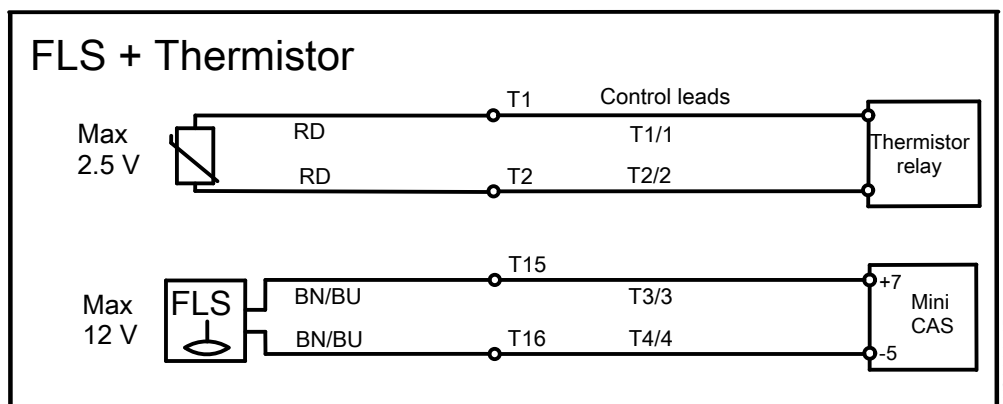 FLS + Thermistor
T1
Control leads
Max
2.5 V
RD
T1/1
Thermistor
relay
RD
T2
T2/2
T15
Max
12 V
FLS
BN/BU
T3/3
+7
Mini
CAS
BN/BU
T16
T4/4
-5